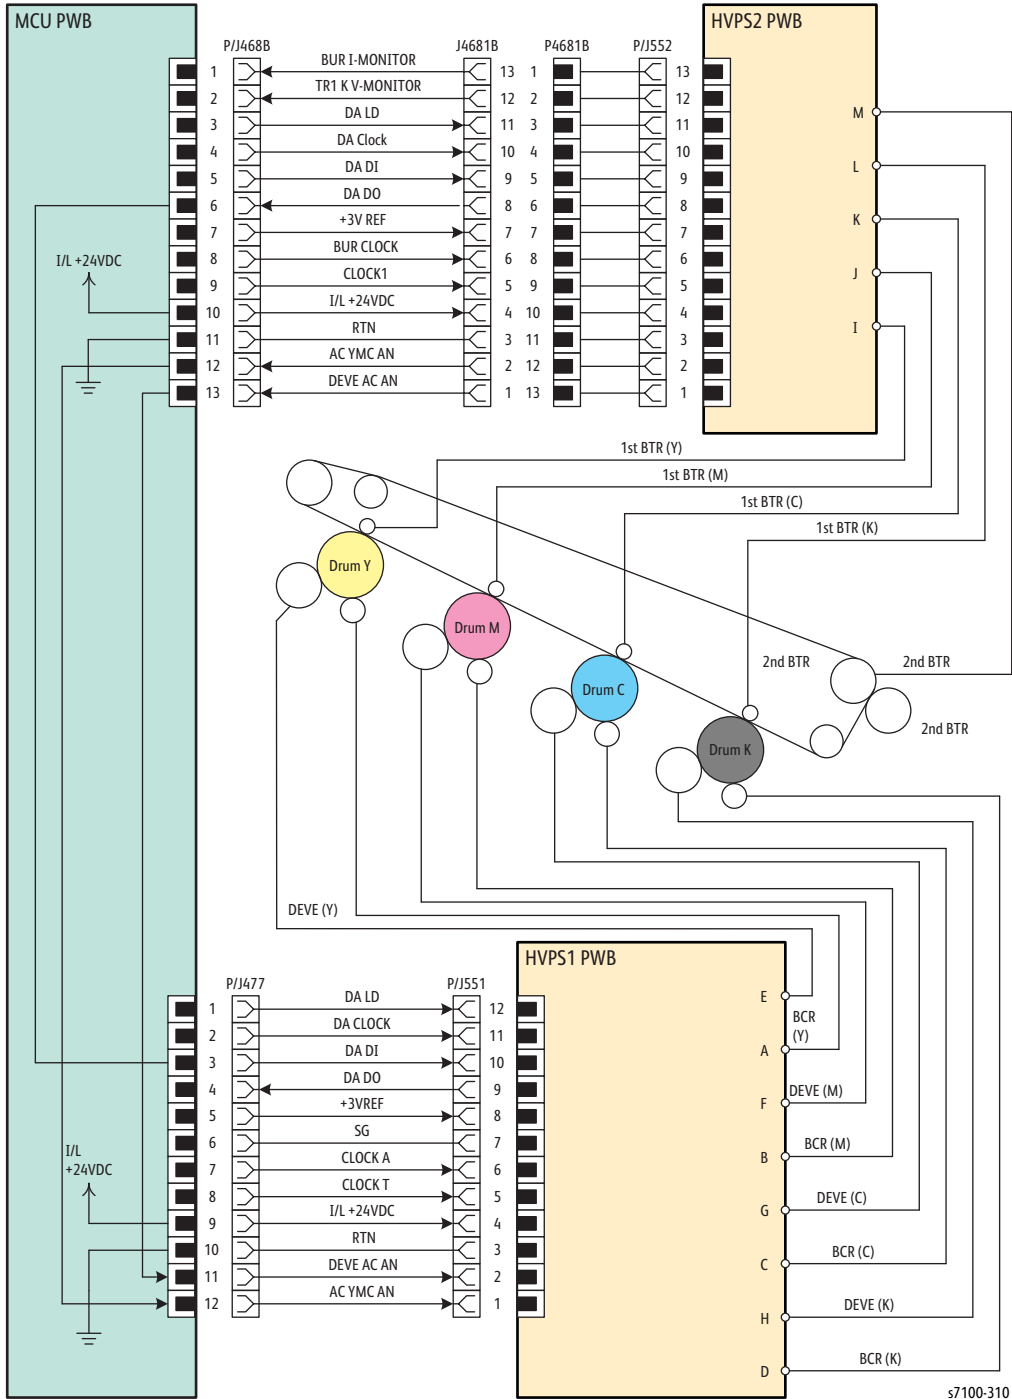 MCU PWB
HVPS2 PWB
P/J468B J4681B P4681B P/J552
1 BUR I-MONITOR 13 1 13
2 TR1 K V-MONITOR 12 2 12
3 DA LD 11 3 11
4 DA Clock 10 4 10
5 DA DI 9 5 9
6 DA DO 8 6 8
7 +3V REF 7 7 7
8 BUR CLOCK 6 8 6
9 CLOCK1 5 9 5
10 I/L +24VDC 4 10 4
11 RTN 3 11 3
12 AC YMC AN 2 12 2
13 DEVE AC AN 1 13 1
I/L +24VDC
M
L
K
J
I
1st BTR (Y)
1st BTR (M)
1st BTR (C)
1st BTR (K)
Drum Y
Drum M
Drum C
Drum K
2nd BTR
2nd BTR
2nd BTR
DEVE (Y)
HVPS1 PWB
P/J477 P/J551
1 DA LD 12
2 DA CLOCK 11
3 DA DI 10
4 DA DO 9
5 +3VREF 8
6 SG 7
7 CLOCK A 6
8 CLOCK T 5
9 I/L +24VDC 4
10 RTN 3
11 DEVE AC AN 2
12 AC YMC AN 1
I/L
+24VDC
E
BCR
(Y)
A
F DEVE (M)
B BCR (M)
G DEVE (C)
C BCR (C)
H DEVE (K)
D BCR (K)
s7100-310